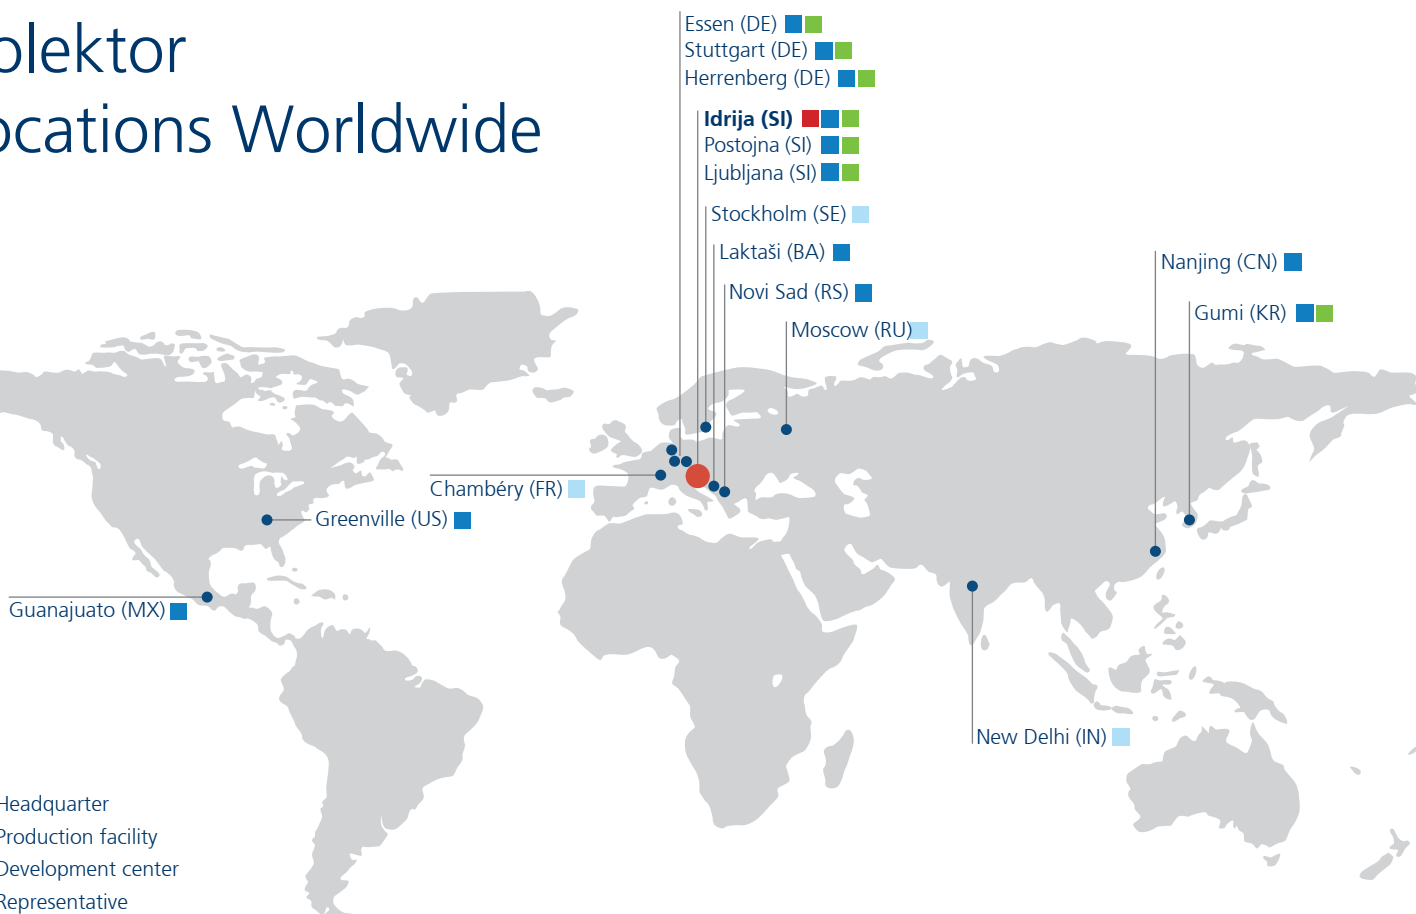 olektor
ocations Worldwide
Essen (DE)
Stuttgart (DE)
Herrenberg (DE)
Idrija (SI)
Postojna (SI)
Ljubljana (SI)
Stockholm (SE)
Laktaši (BA)
Novi Sad (RS)
Moscow (RU)
Nanjing (CN)
Gumi (KR)
Chambéry (FR)
Greenville (US)
Guanajuato (MX)
New Delhi (IN)
Headquarter
Production facility
Development center
Representative